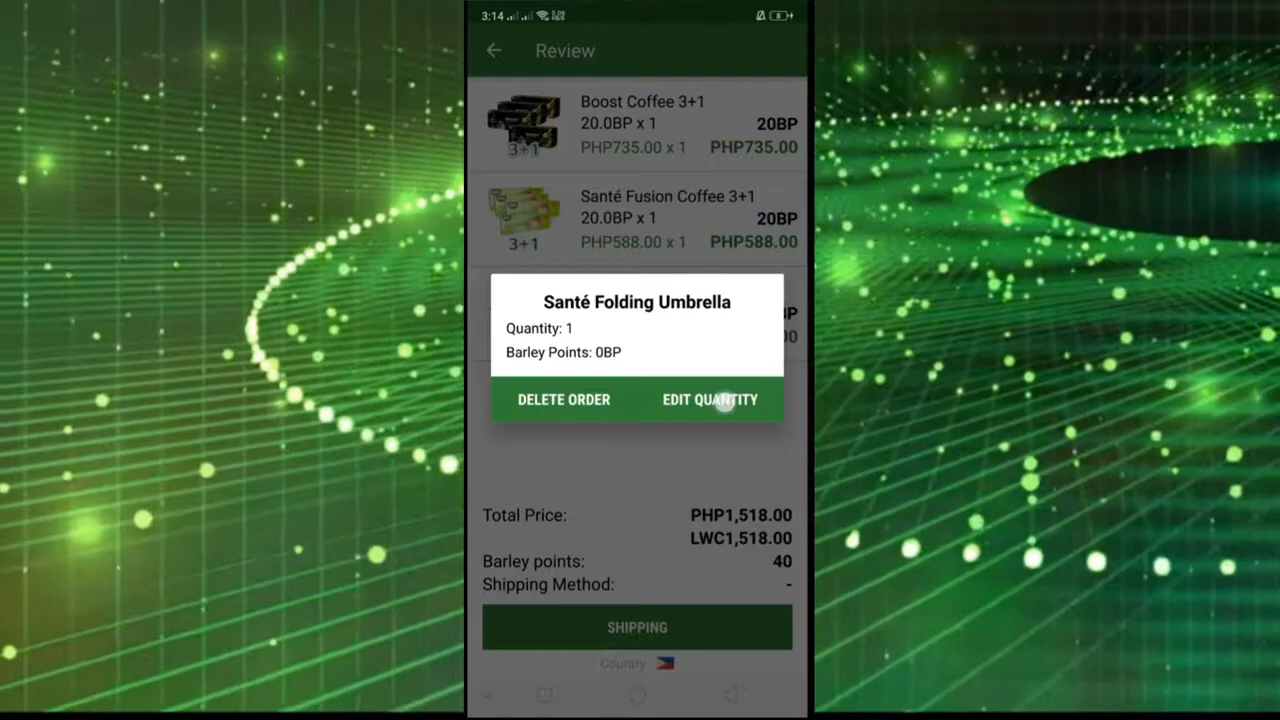 3:14
Review
Boost Coffee 3+1
20.0BP x 1 20BP
PHP735.00 x 1 PHP735.00
3+1
Santé Fusion Coffee 3+1
20.0BP x 1 20BP
PHP588.00 x 1 PHP588.00
3+1
Santé Folding Umbrella
Quantity: 1
Barley Points: 0BP
DELETE ORDER EDIT QUANTITY
Total Price: PHP1,518.00
LWC1,518.00
Barley points: 40
Shipping Method: -
SHIPPING
Country